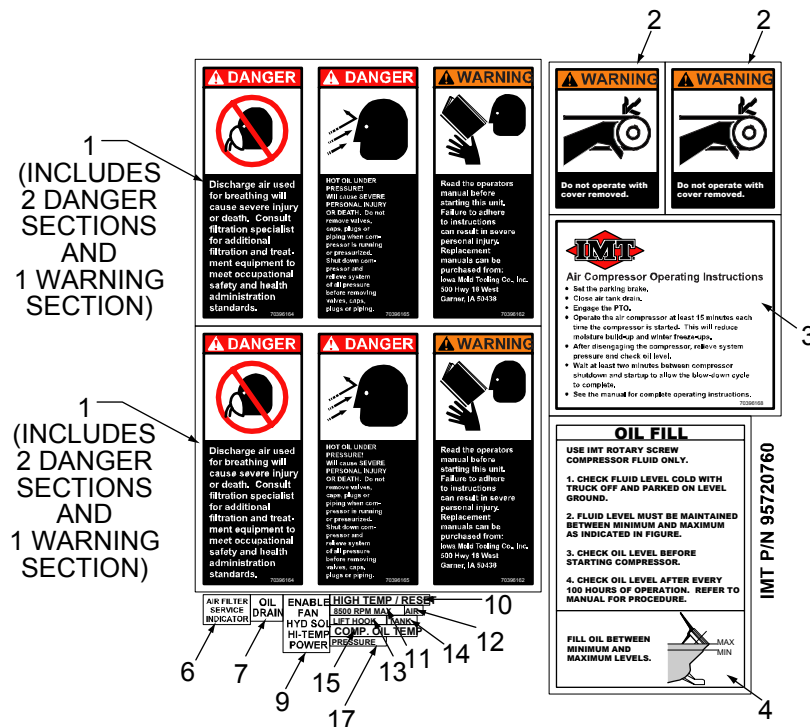 2
2
DANGER
DANGER
WARNING
WARNING
WARNING
1
(INCLUDES
2 DANGER
SECTIONS
AND
1 WARNING
SECTION)
Discharge air used
for breathing will
cause severe injury
or death. Consult
filtration specialist
for additional
filtration and treat-
ment equipment to
meet occupational
safety and health
administration
standards.
70396164
HOT OIL UNDER
PRESSURE!
Will cause SEVERE
PERSONAL INJURY
OR DEATH. Do not
remove valves,
caps, plugs or
piping when com-
pressor is running
or pressurized.
Shut down com-
pressor and
relieve system
of all pressure
before removing
valves, caps,
plugs or piping.
70396165
Read the operators
manual before
starting this unit.
Failure to adhere
to instructions
can result in severe
personal injury.
Replacement
manuals can be
purchased from:
Iowa Mold Tooling Co., Inc.
500 Hwy 18 West
Garner, IA 50438
70396162
Do not operate with
cover removed.
Do not operate with
cover removed.
IMT
Air Compressor Operating Instructions
• Set the parking brake.
• Close air tank drain.
• Engage the PTO.
• Operate the air compressor at least 15 minutes each
time the compressor is started. This will reduce
moisture build-up and winter freeze-ups.
• After disengaging the compressor, relieve system
pressure and check oil level.
• Wait at least two minutes between compressor
shutdown and startup to allow the blow-down cycle
to complete.
• See the manual for complete operating instructions.
70396168
3
DANGER
DANGER
WARNING
1
(INCLUDES
2 DANGER
SECTIONS
AND
1 WARNING
SECTION)
Discharge air used
for breathing will
cause severe injury
or death. Consult
filtration specialist
for additional
filtration and treat-
ment equipment to
meet occupational
safety and health
administration
standards.
70396164
HOT OIL UNDER
PRESSURE!
Will cause SEVERE
PERSONAL INJURY
OR DEATH. Do not
remove valves,
caps, plugs or
piping when com-
pressor is running
or pressurized.
Shut down com-
pressor and
relieve system
of all pressure
before removing
valves, caps,
plugs or piping.
70396165
Read the operators
manual before
starting this unit.
Failure to adhere
to instructions
can result in severe
personal injury.
Replacement
manuals can be
purchased from:
Iowa Mold Tooling Co., Inc.
500 Hwy 18 West
Garner, IA 50438
70396162
OIL FILL
USE IMT ROTARY SCREW
COMPRESSOR FLUID ONLY.
1. CHECK FLUID LEVEL COLD WITH
TRUCK OFF AND PARKED ON LEVEL
GROUND.
2. FLUID LEVEL MUST BE MAINTAINED
BETWEEN MINIMUM AND MAXIMUM
AS INDICATED IN FIGURE.
3. CHECK OIL LEVEL BEFORE
STARTING COMPRESSOR.
4. CHECK OIL LEVEL AFTER EVERY
100 HOURS OF OPERATION. REFER TO
MANUAL FOR PROCEDURE.
FILL OIL BETWEEN
MINIMUM AND
MAXIMUM LEVELS.
MAX
MIN
IMT P/N 95720760
4
AIR FILTER
SERVICE
INDICATOR
OIL
DRAIN
ENABLE
FAN
HYD SOL
HI-TEMP
POWER
HIGH TEMP / RESET
8500 RPM MAX
AIR
LIFT HOOK
TANK
COMP. OIL TEMP
PRESSURE
10
12
6
7
9
15
13
11
14
17